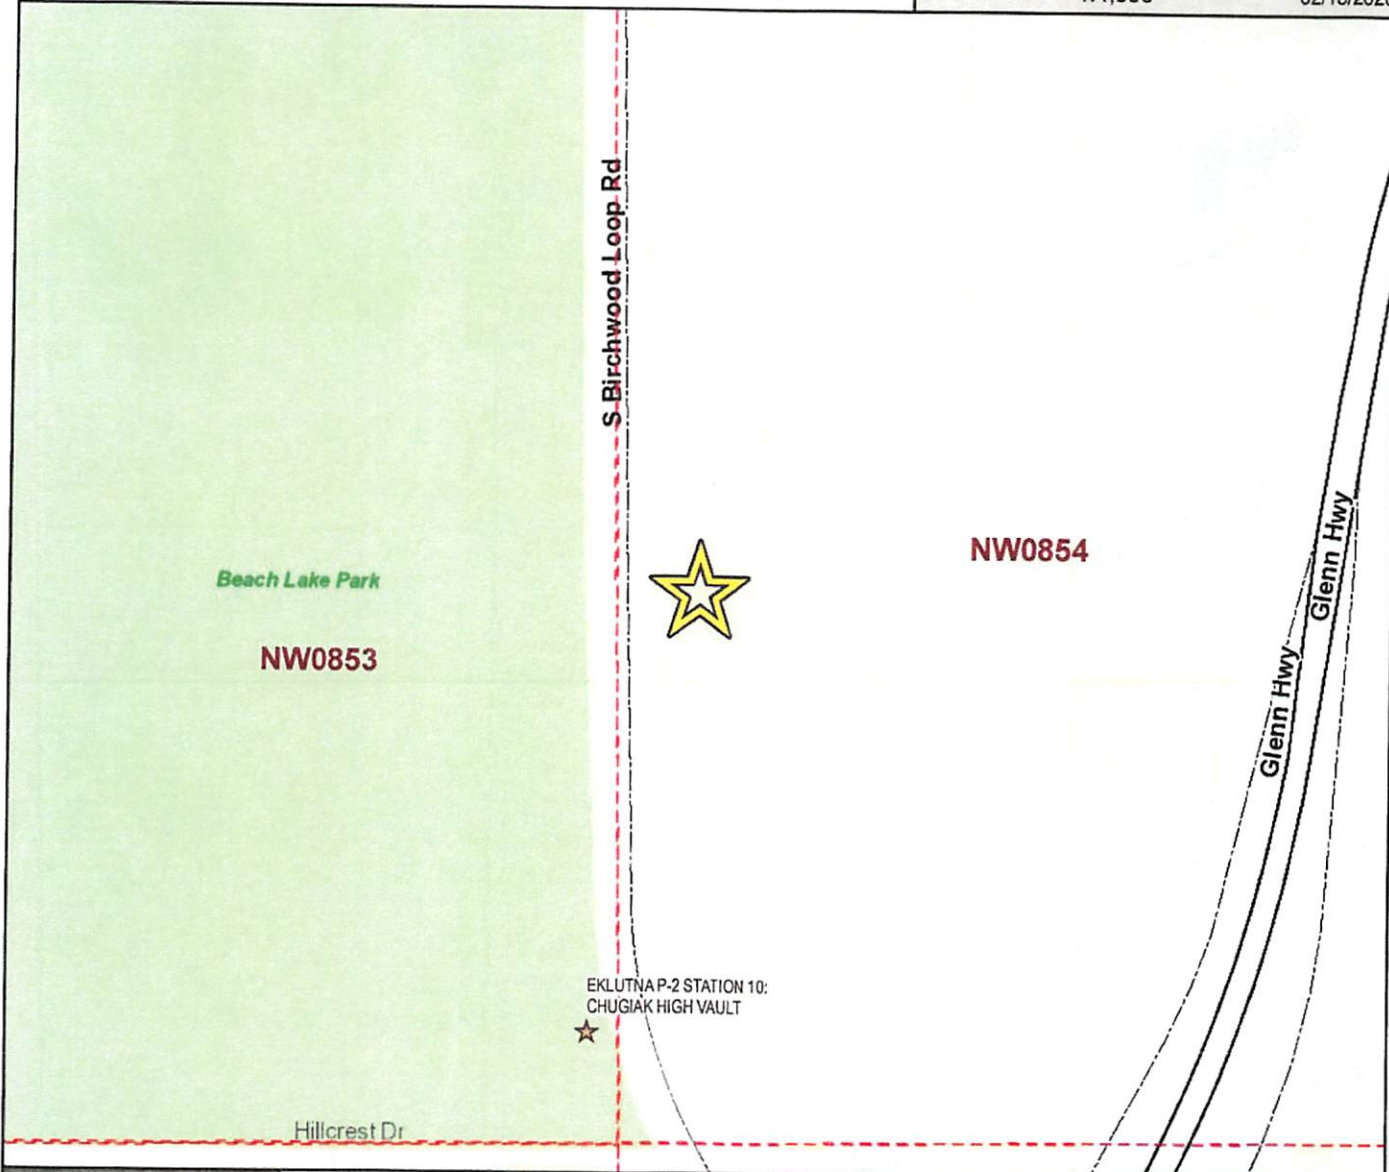 S Birchwood Loop Rd
Glenn Hwy
NW0854
Beach Lake Park
NW0853
Glenn Hwy
EKLUTNA P-2 STATION 10:
CHUGIAK HIGH VAULT
Hillcrest Dr